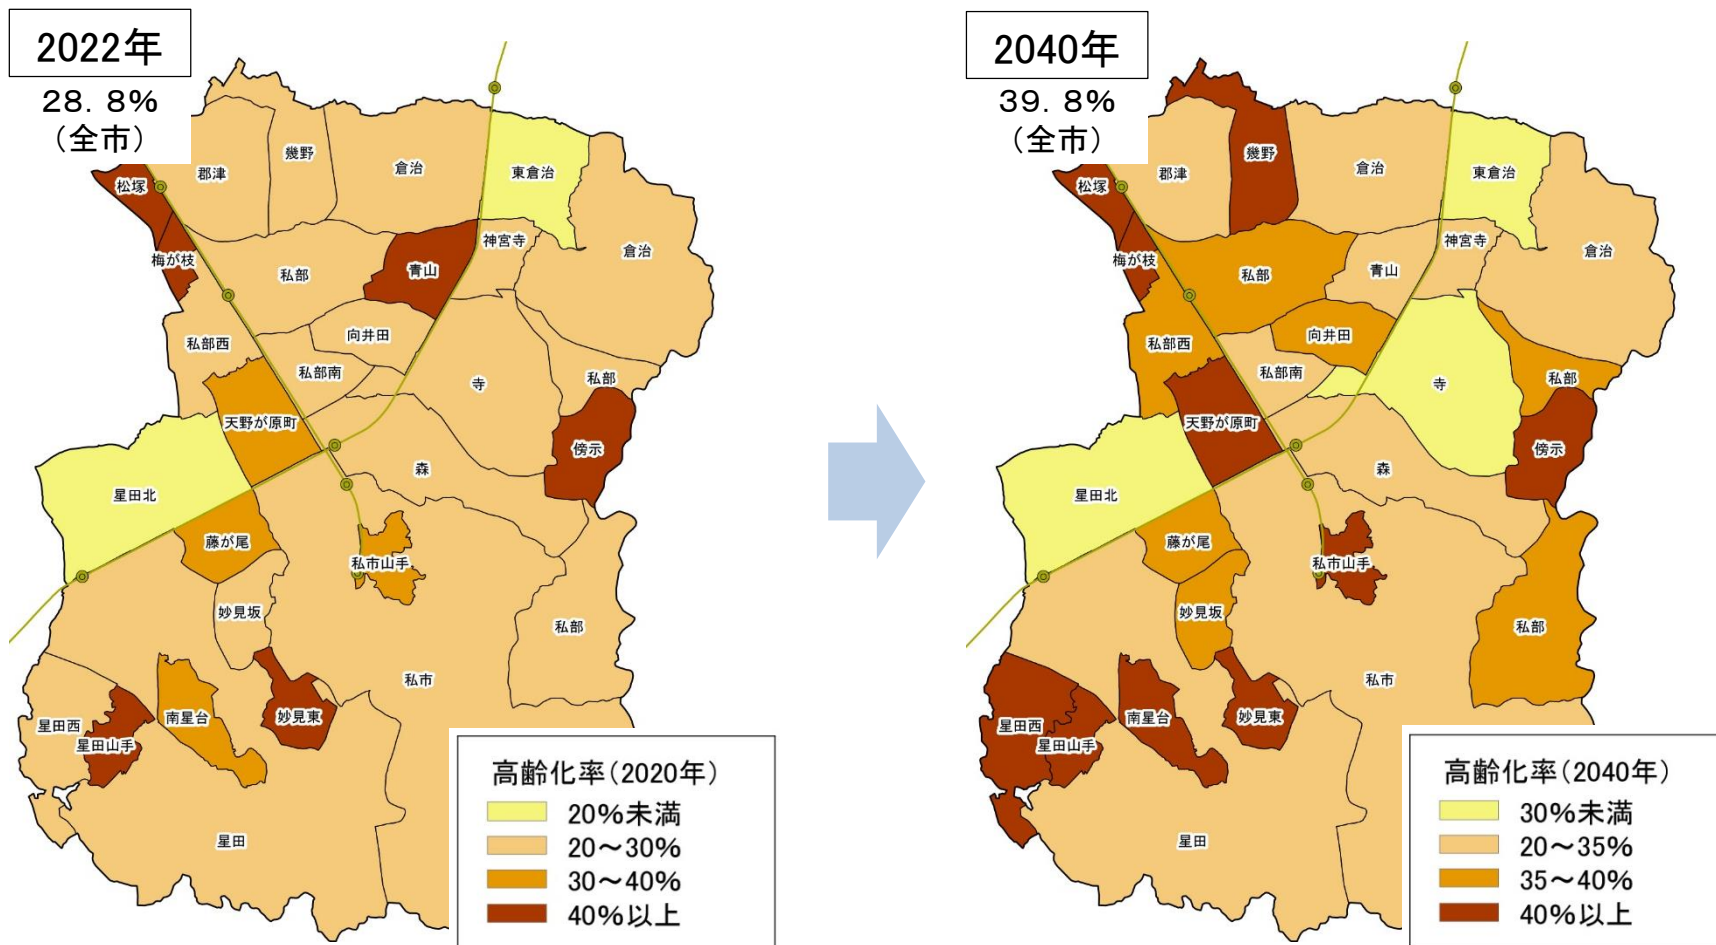 2022年
28. 8%
(全市)
松塚
郡津
幾野
倉治
東倉治
梅が枝
私部
青山
神宮寺
倉治
私部西
向井田
私部南
寺
私部
天野が原町
傍示
森
星田北
藤が尾
私市山手
妙見坂
私部
私市
星田西
星田山手
南星台
妙見東
星田
高齢化率(2020年)
20%未満
20~30%
30~40%
40%以上
2040年
39. 8%
(全市)
松塚
郡津
幾野
倉治
東倉治
梅が枝
私部
青山
神宮寺
倉治
私部西
向井田
私部南
寺
私部
天野が原町
傍示
森
星田北
藤が尾
私市山手
妙見坂
私部
私市
星田西
星田山手
南星台
妙見東
星田
高齢化率(2040年)
30%未満
20~35%
35~40%
40%以上